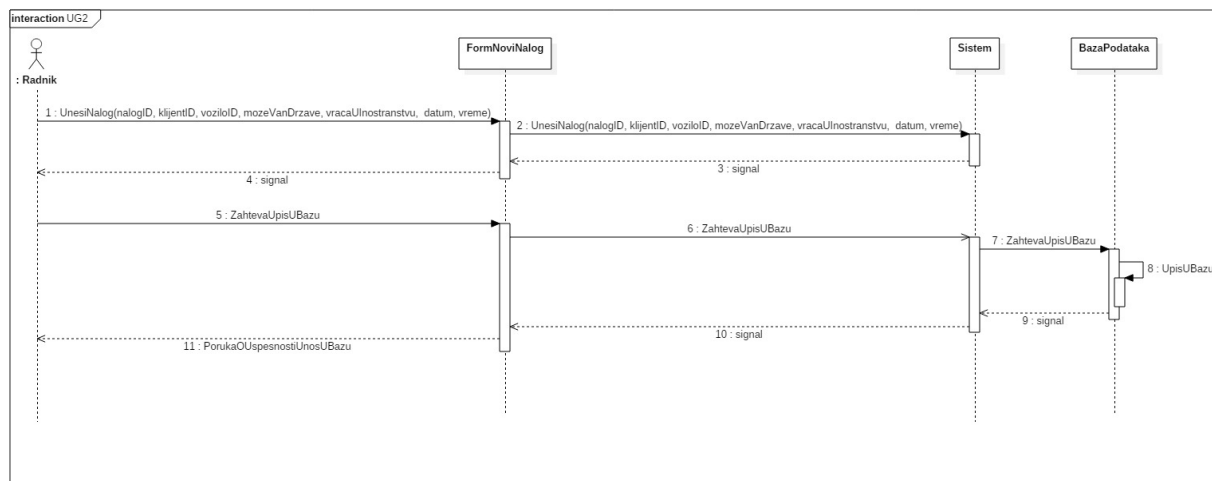 interaction UG2
: Radnik
FormNoviNalog
Sistem
BazaPodataka
1 : UnesiNalog(nalogID, klijentID, voziloID, mozeVanDrzave, vracaUInostranstvu, datum, vreme)
2 : UnesiNalog(nalogID, klijentID, voziloID, mozeVanDrzave, vracaUInostranstvu, datum, vreme)
3 : signal
4 : signal
5 : ZahtevaUpisUBazu
6 : ZahtevaUpisUBazu
7 : ZahtevaUpisUBazu
8 : UpisUBazu
9 : signal
10 : signal
11 : PorukaOUspesnostiUnosUBazu